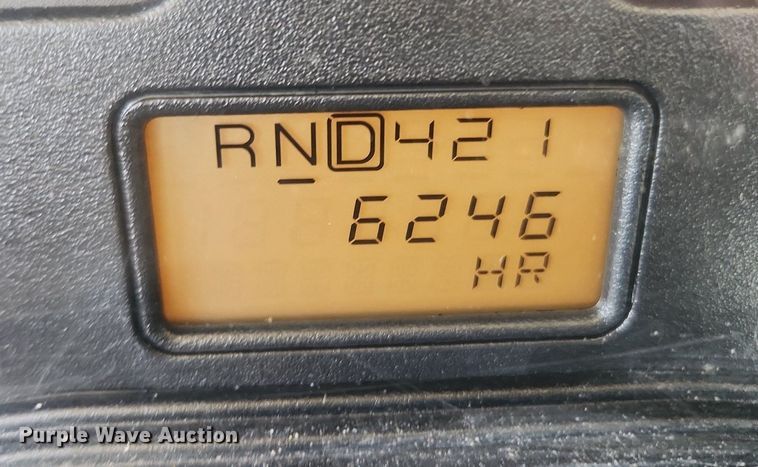 RND421
6246
HR
Purple Wave Auction